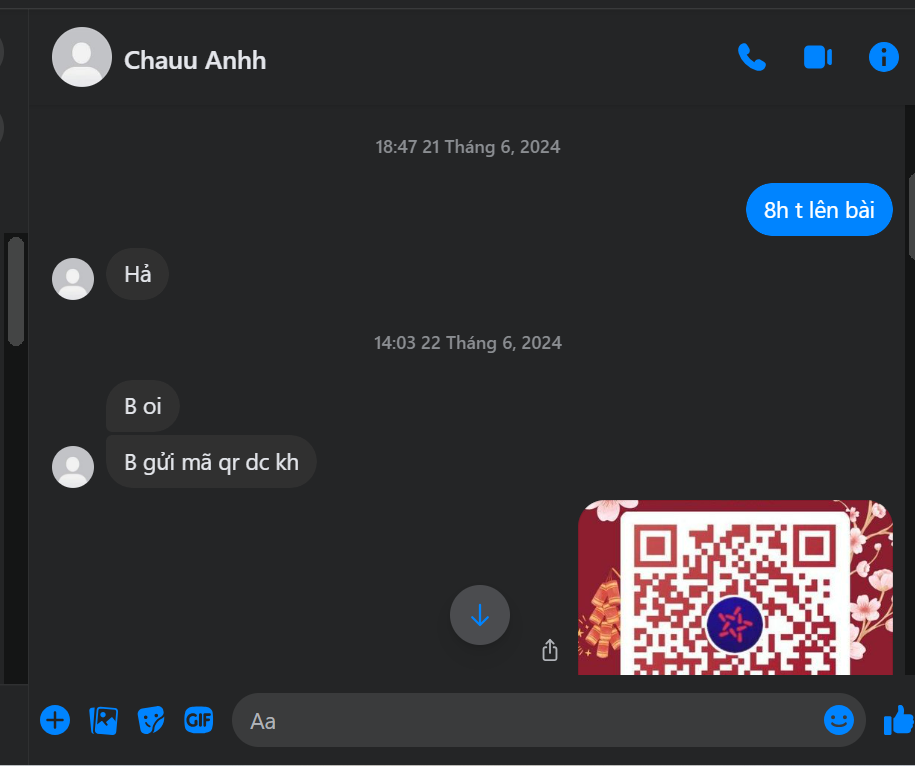 Chauu Anhh
18:47 21 Tháng 6, 2024
8h t lên bài
Hả
14:03 22 Tháng 6, 2024
B oi
B gửi mã qr dc kh
GIF
Aa